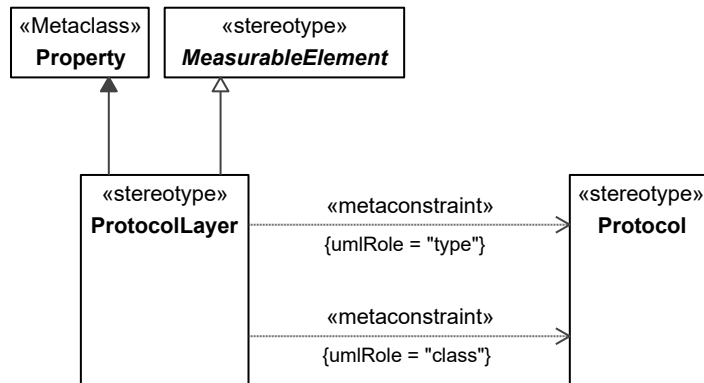 «Metaclass»
Property
«stereotype»
MeasurableElement
«stereotype»
ProtocolLayer
«metaconstraint»
{umlRole = "type"}
«metaconstraint»
{umlRole = "class"}
«stereotype»
Protocol